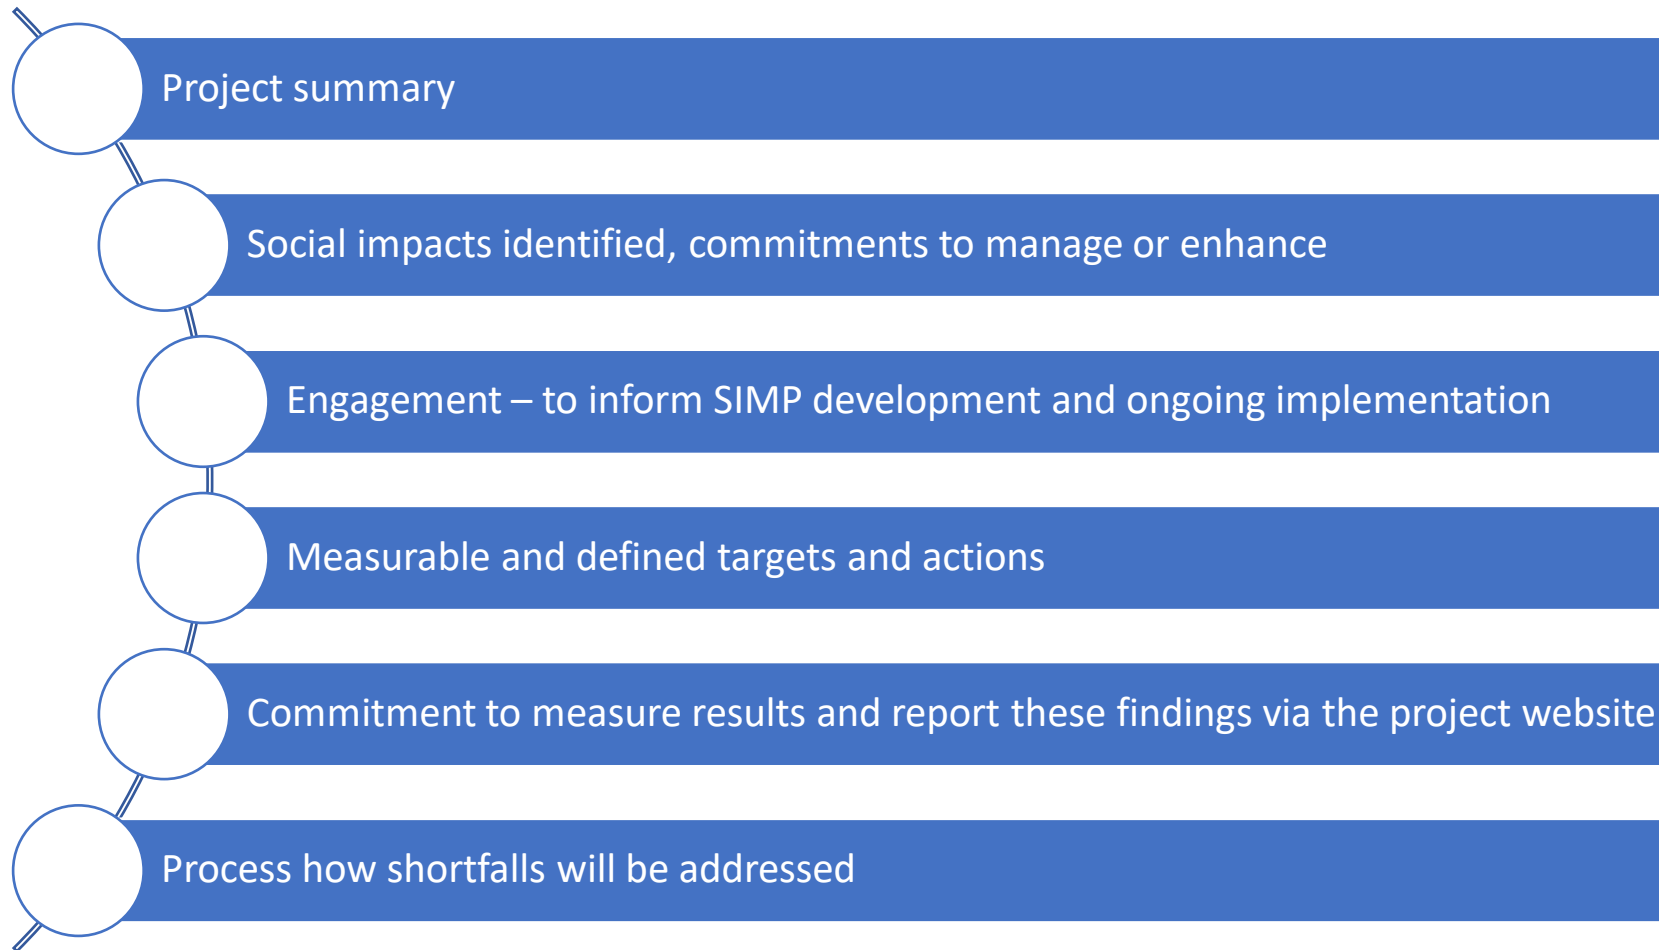 Project summary
Social impacts identified, commitments to manage or enhance
Engagement – to inform SIMP development and ongoing implementation
Measurable and defined targets and actions
Commitment to measure results and report these findings via the project website
Process how shortfalls will be addressed